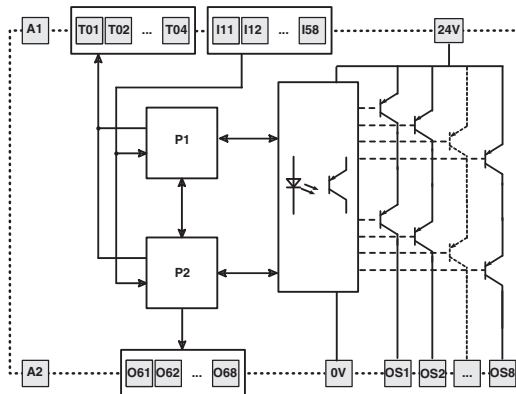 A1 T01 T02 ... T04 I11 I12 ... I58 24V
P1
P2
A2 O61 O62 ... O68 0V OS1 OS2 ... OS8